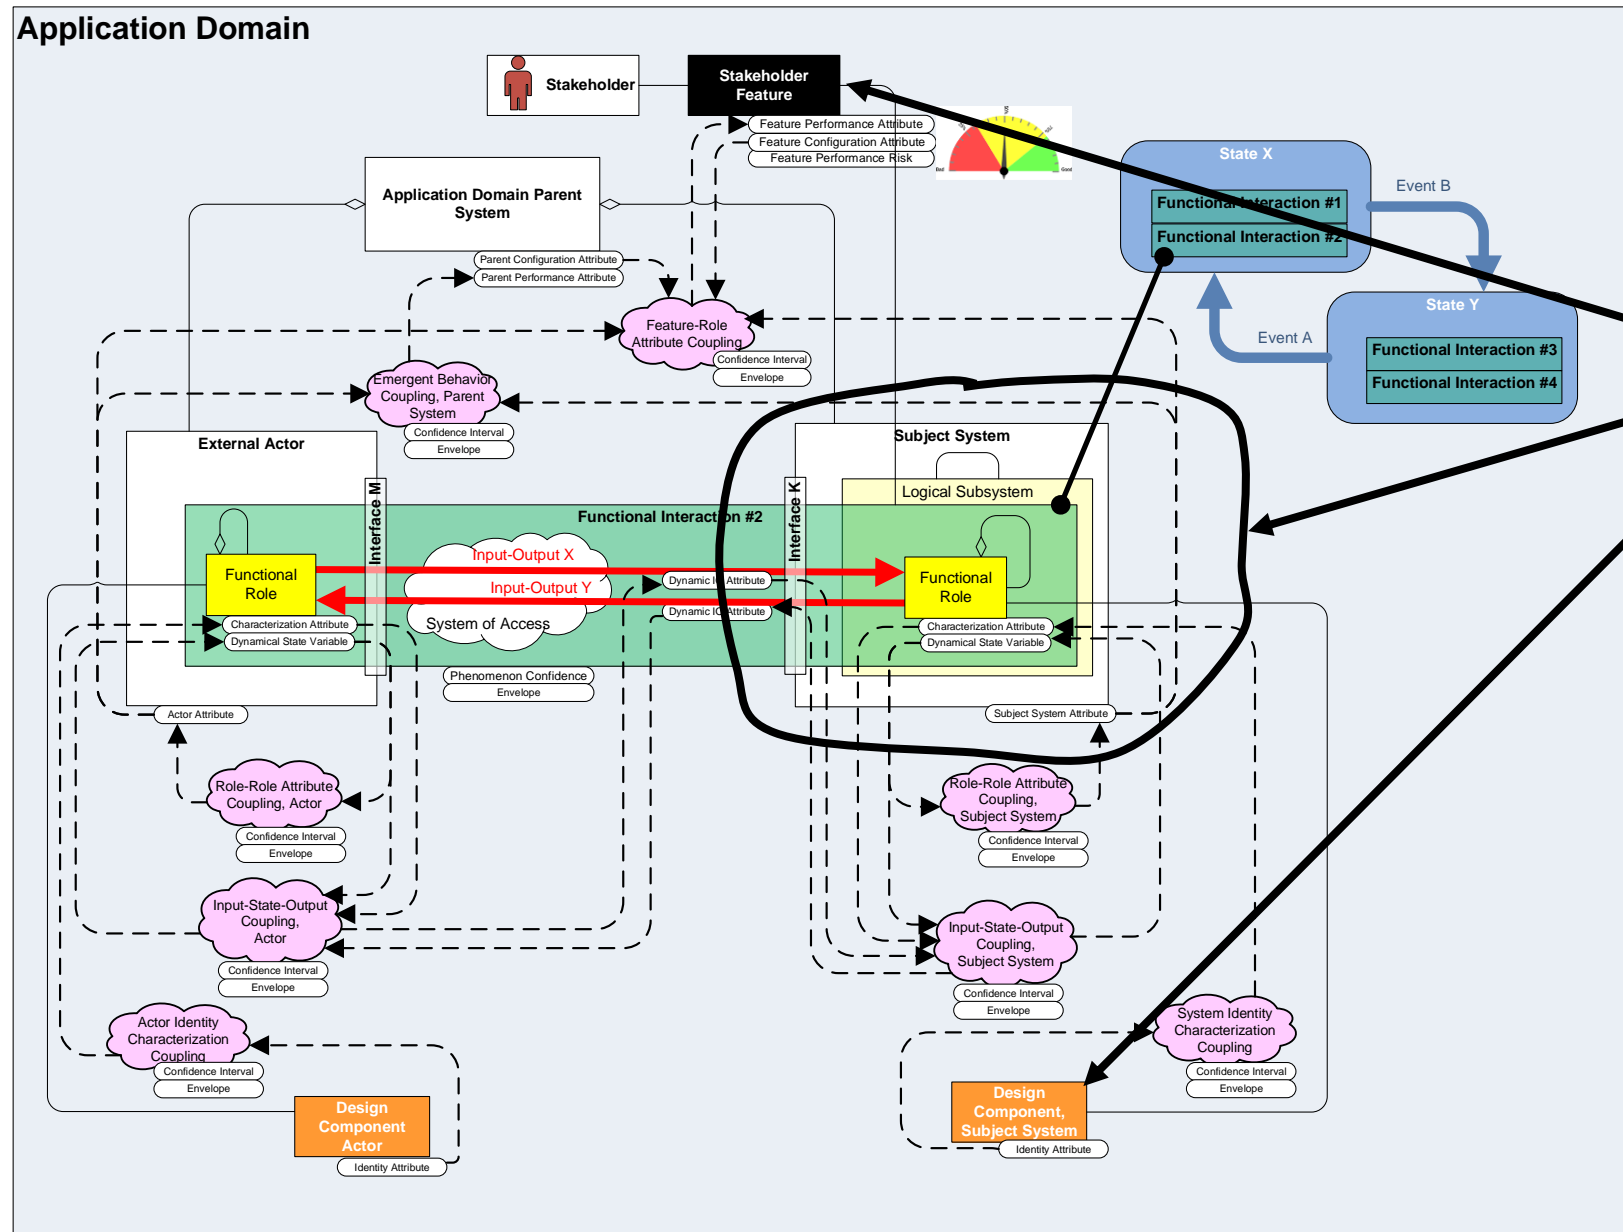 Application Domain
Stakeholder
Stakeholder
Feature
Feature Performance Attribute
Feature Configuration Attribute
Feature Performance Risk
Bad
Good
State X
Functional Interaction #1
Functional Interaction #2
Event B
State Y
Functional Interaction #3
Functional Interaction #4
Event A
Application Domain Parent
System
Parent Configuration Attribute
Parent Performance Attribute
Feature-Role
Attribute Coupling
Confidence Interval
Envelope
Emergent Behavior
Coupling, Parent
System
Confidence Interval
Envelope
External Actor
Subject System
Logical Subsystem
Interface M
Interface K
Functional Interaction #2
Functional
Role
Input-Output X
Input-Output Y
System of Access
Dynamic IO Attribute
Dynamic IO Attribute
Functional
Role
Characterization Attribute
Dynamical State Variable
Characterization Attribute
Dynamical State Variable
Phenomenon Confidence
Envelope
Actor Attribute
Subject System Attribute
Role-Role Attribute
Coupling, Actor
Confidence Interval
Envelope
Role-Role Attribute
Coupling,
Subject System
Confidence Interval
Envelope
Input-State-Output
Coupling,
Actor
Confidence Interval
Envelope
Input-State-Output
Coupling,
Subject System
Confidence Interval
Envelope
Actor Identity
Characterization
Coupling
Confidence Interval
Envelope
System Identity
Characterization
Coupling
Confidence Interval
Envelope
Design
Component
Actor
Identity Attribute
Design
Component,
Subject System
Identity Attribute